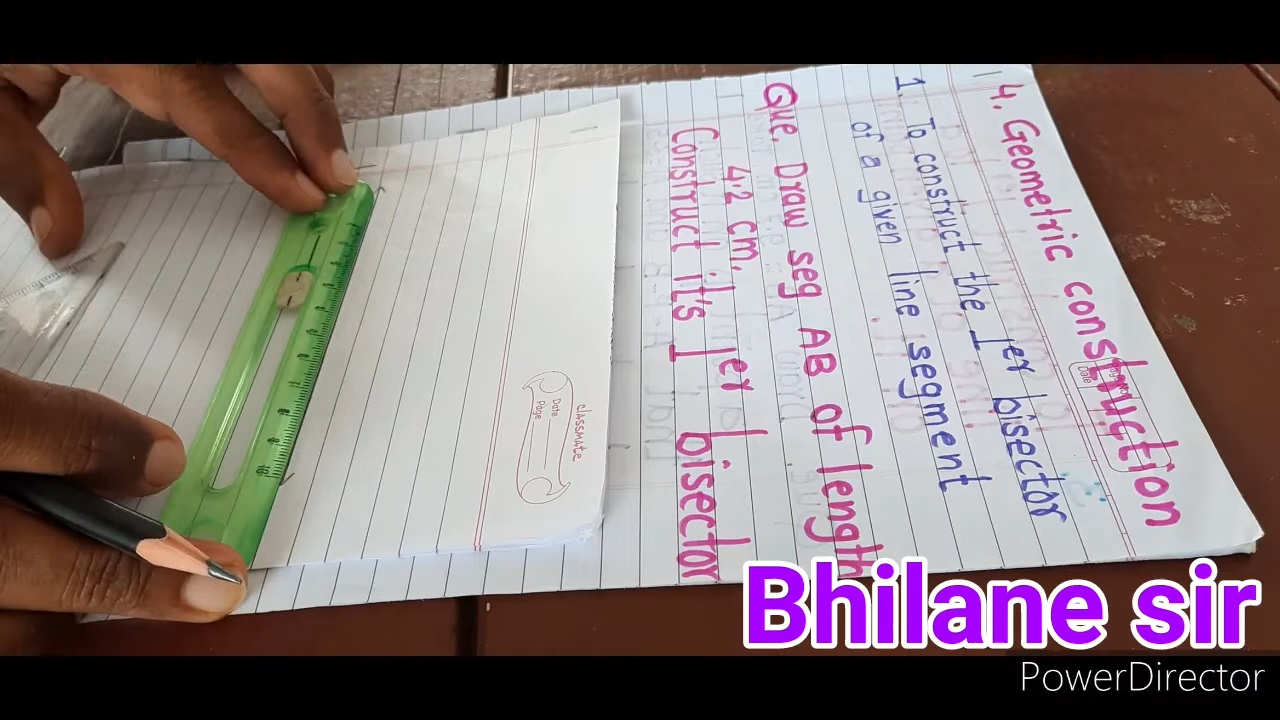 4. Geometric construction
1. To construct the ⊥er bisector
of a given line segment
Que. Draw seg AB of length
4.2 cm.
Construct it's ⊥er bisector
classmate
Date
Page
Date
Bhilane sir
PowerDirector